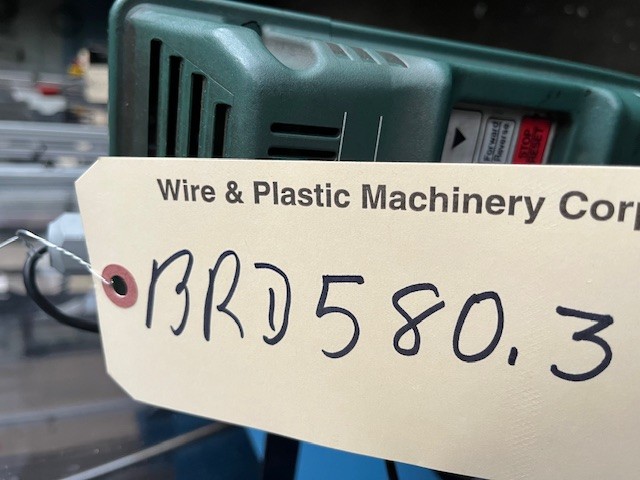 Forward
Reverse
STOP
RESET
Wire & Plastic Machinery Corp
BRD580.3